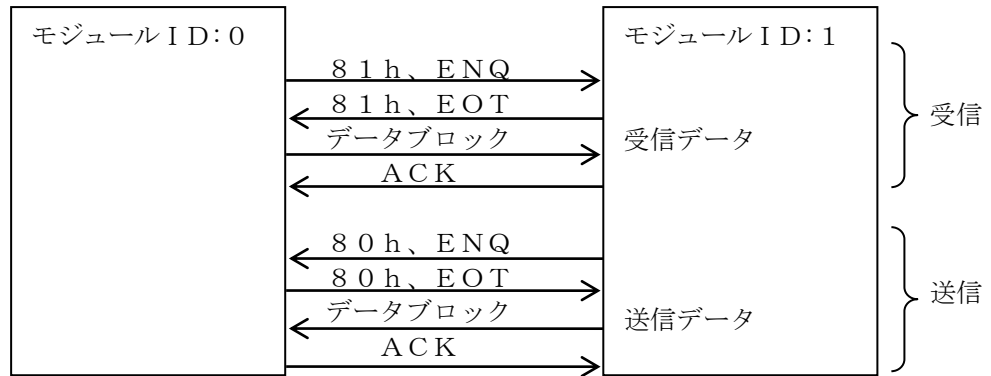 モジュールＩＤ：０
モジュールＩＤ：１
８１ｈ、ＥＮＱ
８１ｈ、ＥＯＴ
データブロック
受信データ
ＡＣＫ
受信
８０ｈ、ＥＮＱ
８０ｈ、ＥＯＴ
データブロック
送信データ
ＡＣＫ
送信